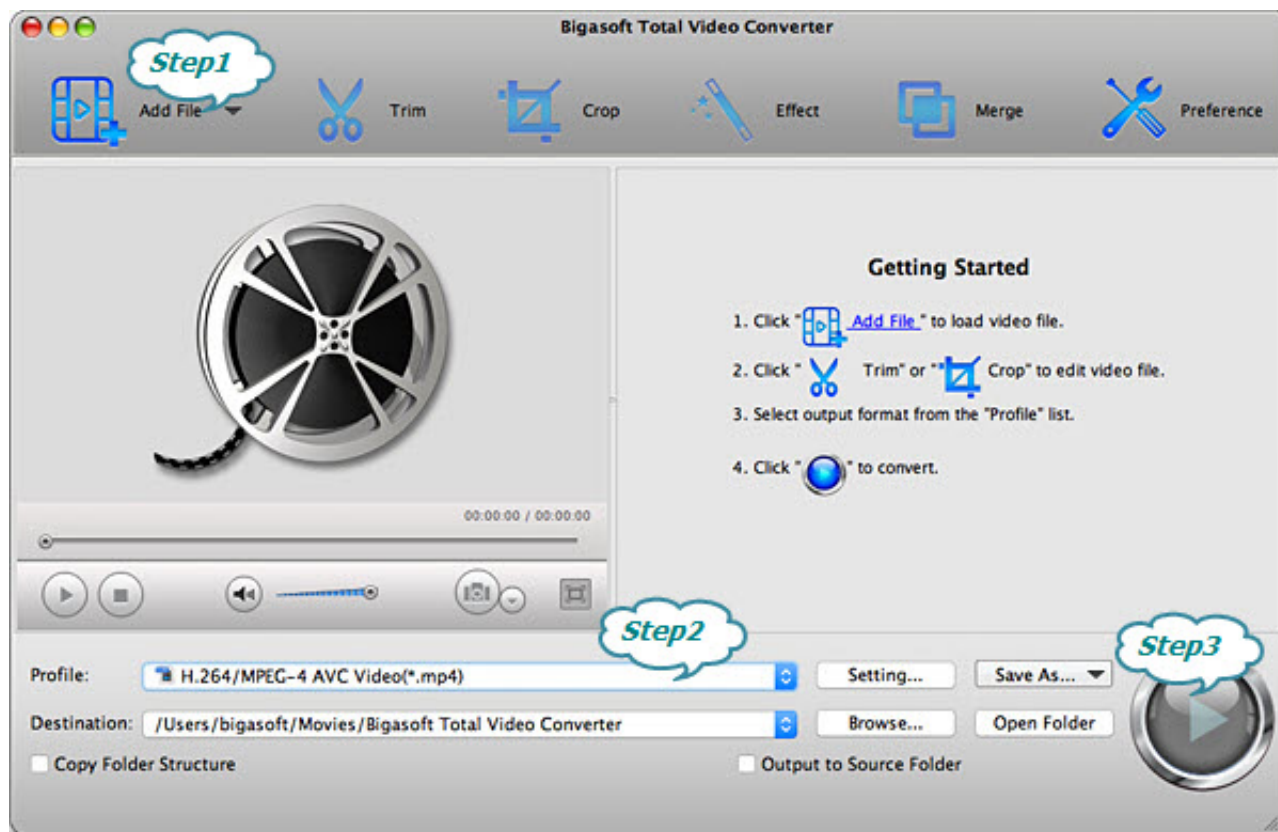 Bigasoft Total Video Converter
Step1
Add File
Trim
Crop
Effect
Merge
Preference
Getting Started
1. Click " Add File " to load video file.
2. Click " Trim" or " Crop" to edit video file.
3. Select output format from the "Profile" list.
4. Click " " to convert.
00:00:00 / 00:00:00
Step2
Step3
Profile: H.264/MPEG-4 AVC Video(*.mp4) Setting... Save As...
Destination: /Users/bigasoft/Movies/Bigasoft Total Video Converter Browse... Open Folder
Copy Folder Structure Output to Source Folder